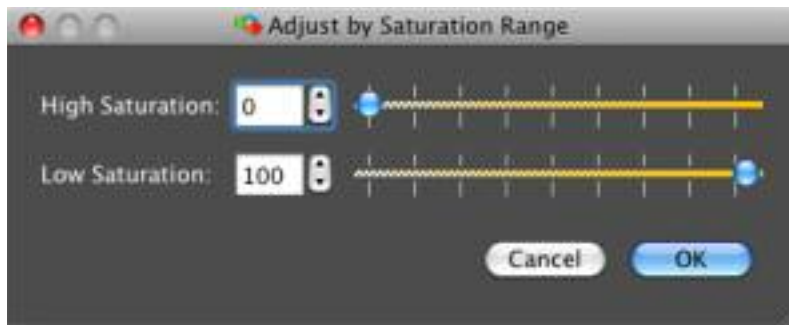 Adjust by Saturation Range
High Saturation: 0
Low Saturation: 100
Cancel OK